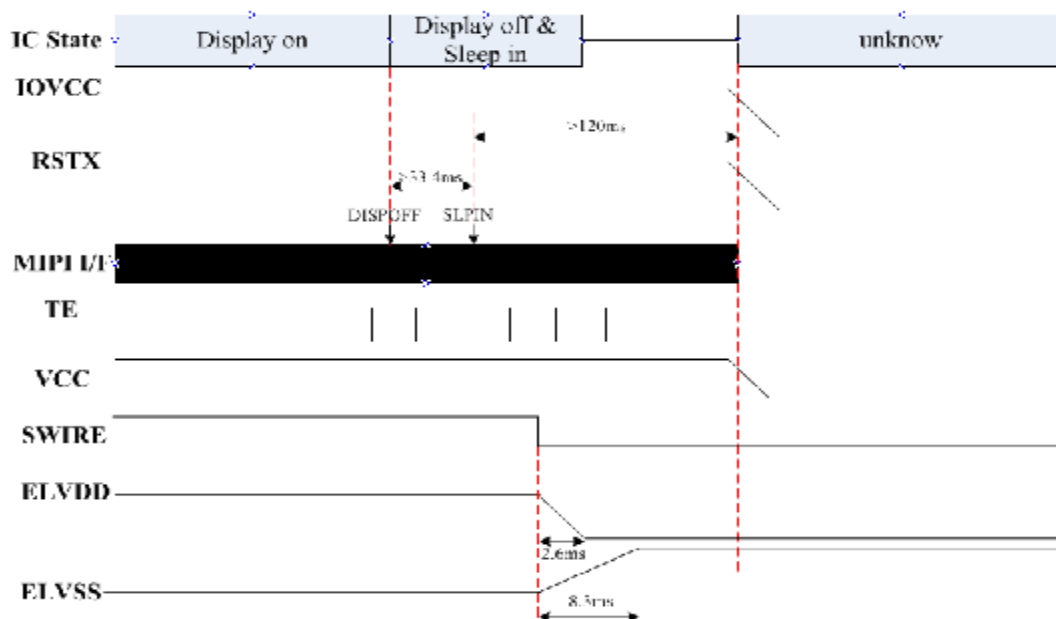 IC State
Display on
Display off &
Sleep in
unknow
IOVCC
>120ms
RSTX
>33.4ms
DISPOFF
SLPIN
MIPI I/F
TE
VCC
SWIRE
ELVDD
2.6ms
ELVSS
8.3ms